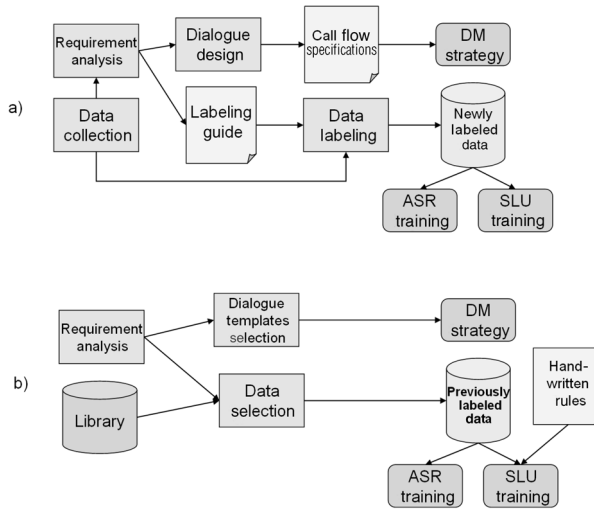 a)
Requirement
analysis
Dialogue
design
Call flow
specifications
DM
strategy
Data
collection
Labeling
guide
Data
labeling
Newly
labeled
data
ASR
training
SLU
training
b)
Requirement
analysis
Dialogue
templates
selection
DM
strategy
Library
Data
selection
Previously
labeled
data
Hand-
written
rules
ASR
training
SLU
training